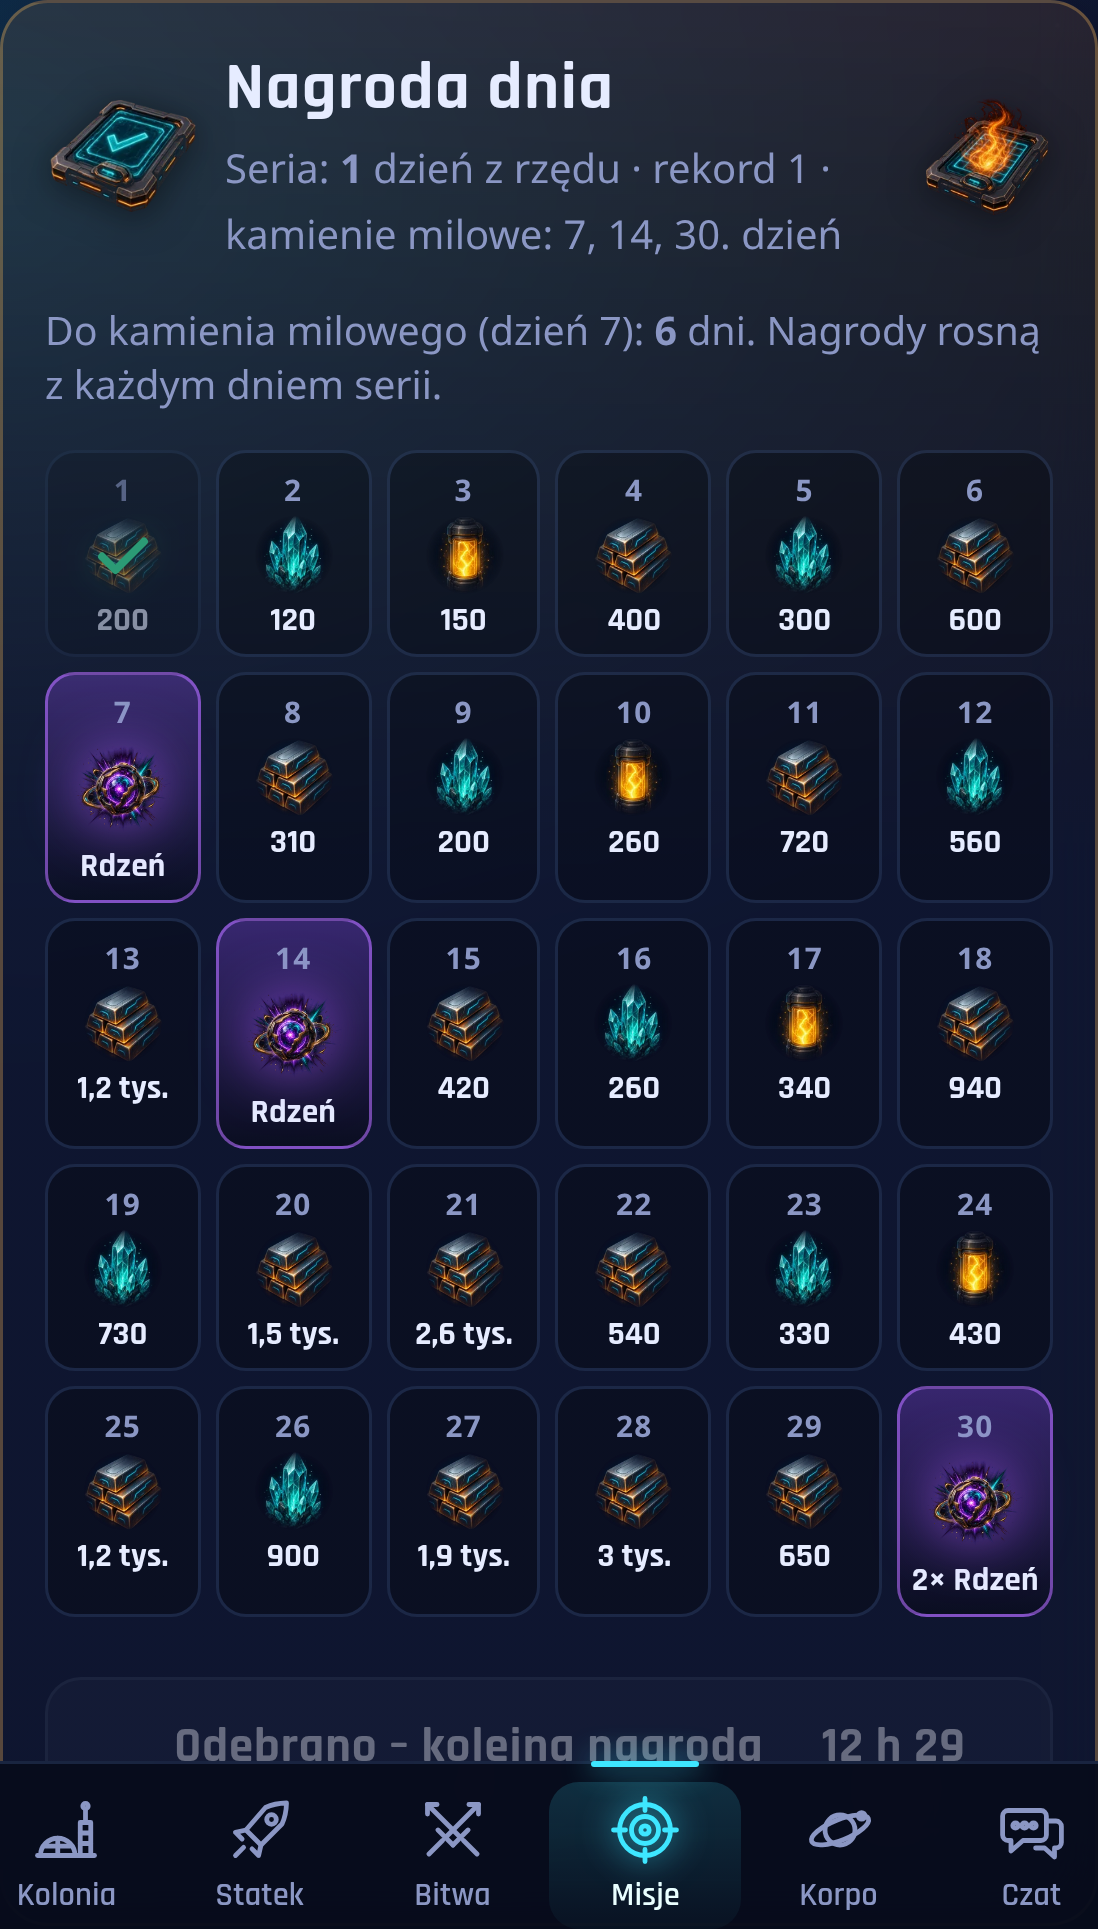 Nagroda dnia
Seria: 1 dzień z rzędu · rekord 1 ·
kamienie milowe: 7, 14, 30. dzień
Do kamienia milowego (dzień 7): 6 dni. Nagrody rosną
z każdym dniem serii.
1 2 3 4 5 6
200 120 150 400 300 600
7 8 9 10 11 12
Rdzeń 310 200 260 720 560
13 14 15 16 17 18
1,2 tys. Rdzeń 420 260 340 940
19 20 21 22 23 24
730 1,5 tys. 2,6 tys. 540 330 430
25 26 27 28 29 30
1,2 tys. 900 1,9 tys. 3 tys. 650 2× Rdzeń
Odebrano – kolejna nagroda 12 h 29
Kolonia Statek Bitwa Misje Korpo Czat